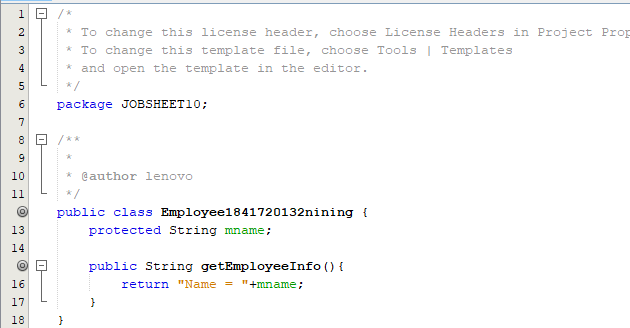 1 /*
2 * To change this license header, choose License Headers in Project
3 * To change this template file, choose Tools | Templates
4 * and open the template in the editor.
5 */
6 package JOBSHEET10;
7
8 /**
9 *
10 * @author lenovo
11 */
public class Employee1841720132nining {
13 protected String mname;
14
public String getEmployeeInfo(){
16 return "Name = "+mname;
17 }
18 }